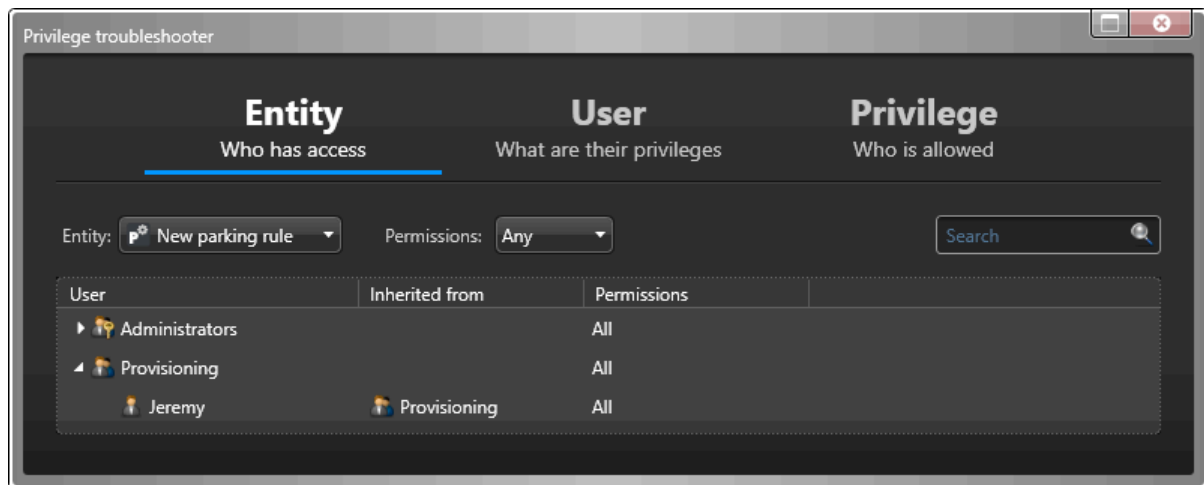 Privilege troubleshooter
Entity User Privilege
Who has access What are their privileges Who is allowed
Entity: P New parking rule Permissions: Any Search
User Inherited from Permissions
Administrators All
Provisioning All
Jeremy Provisioning All